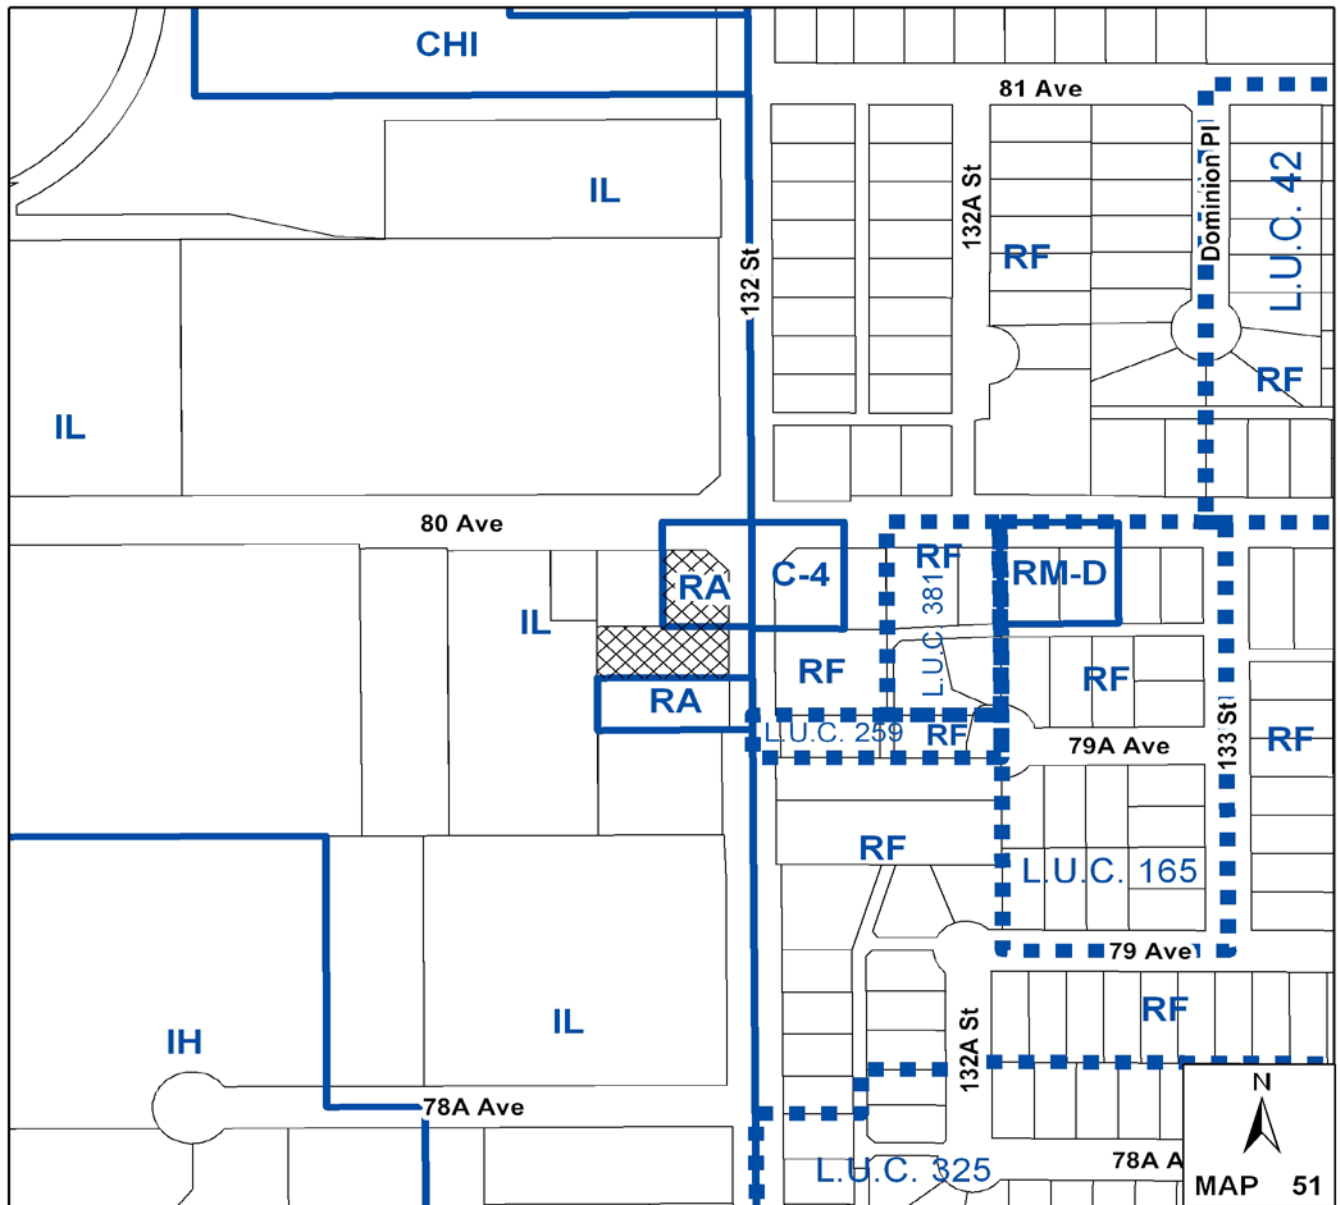 CHI
81 Ave
IL
132A St
Dominion Pl
L.U.C. 42
RF
132 St
RF
IL
80 Ave
RF
RA
C-4
RM-D
L.U.C. 381
IL
RF
RF
RA
L.U.C. 259
RF
79A Ave
133 St
RF
RF
L.U.C. 165
79 Ave
RF
IL
IH
132A St
78A Ave
L.U.C. 325
78A A
N
MAP 51